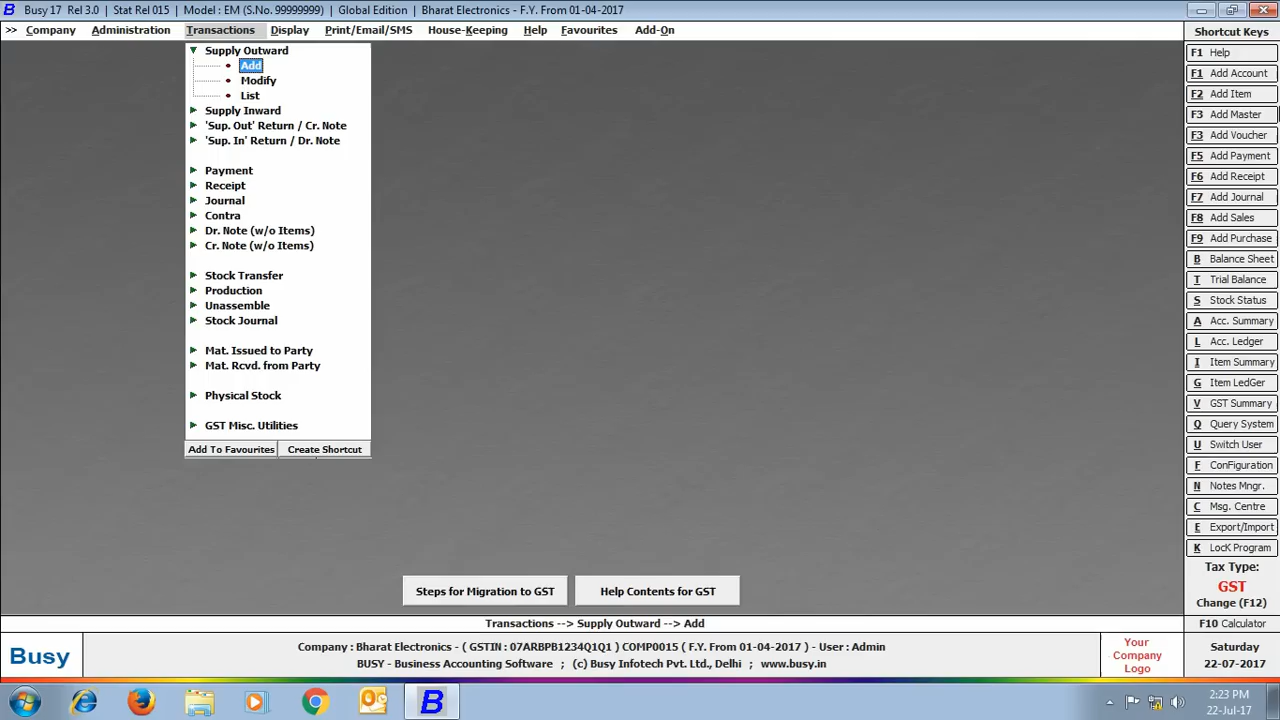 Busy 17 Rel 3.0 | Stat Rel 015 | Model : EM (S.No. 99999999) | Global Edition | Bharat Electronics - F.Y. From 01-04-2017
>> Company Administration Transactions Display Print/Email/SMS House-Keeping Help Favourites Add-On
Supply Outward
Add
Modify
List
Supply Inward
'Sup. Out' Return / Cr. Note
'Sup. In' Return / Dr. Note
Payment
Receipt
Journal
Contra
Dr. Note (w/o Items)
Cr. Note (w/o Items)
Stock Transfer
Production
Unassemble
Stock Journal
Mat. Issued to Party
Mat. Rcvd. from Party
Physical Stock
GST Misc. Utilities
Add To Favourites Create Shortcut
Steps for Migration to GST Help Contents for GST
Shortcut Keys
F1 Help
F1 Add Account
F2 Add Item
F3 Add Master
F3 Add Voucher
F5 Add Payment
F6 Add Receipt
F7 Add Journal
F8 Add Sales
F9 Add Purchase
B Balance Sheet
T Trial Balance
S Stock Status
A Acc. Summary
L Acc. Ledger
I Item Summary
G Item LedGer
V GST Summary
Q Query System
U Switch User
F ConFiguration
N Notes Mngr.
C Msg. Centre
E Export/Import
K LocK Program
Tax Type:
GST
Change (F12)
F10 Calculator
Transactions --> Supply Outward --> Add
Busy
Company : Bharat Electronics - ( GSTIN : 07ARBPB1234Q1Q1 ) COMP0015 ( F.Y. From 01-04-2017 ) - User : Admin
BUSY - Business Accounting Software ; (c) Busy Infotech Pvt. Ltd., Delhi ; www.busy.in
Your
Company
Logo
Saturday
22-07-2017
2:23 PM
22-Jul-17